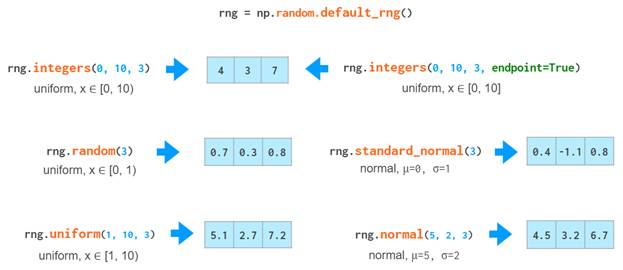 rng = np.random.default_rng()
rng.integers(0, 10, 3)
uniform, x ∈ [0, 10)
4 3 7
rng.integers(0, 10, 3, endpoint=True)
uniform, x ∈ [0, 10]
rng.random(3)
uniform, x ∈ [0, 1)
0.7 0.3 0.8
rng.standard_normal(3)
normal, μ=0, σ=1
0.4 -1.1 0.8
rng.uniform(1, 10, 3)
uniform, x ∈ [1, 10)
5.1 2.7 7.2
rng.normal(5, 2, 3)
normal, μ=5, σ=2
4.5 3.2 6.7